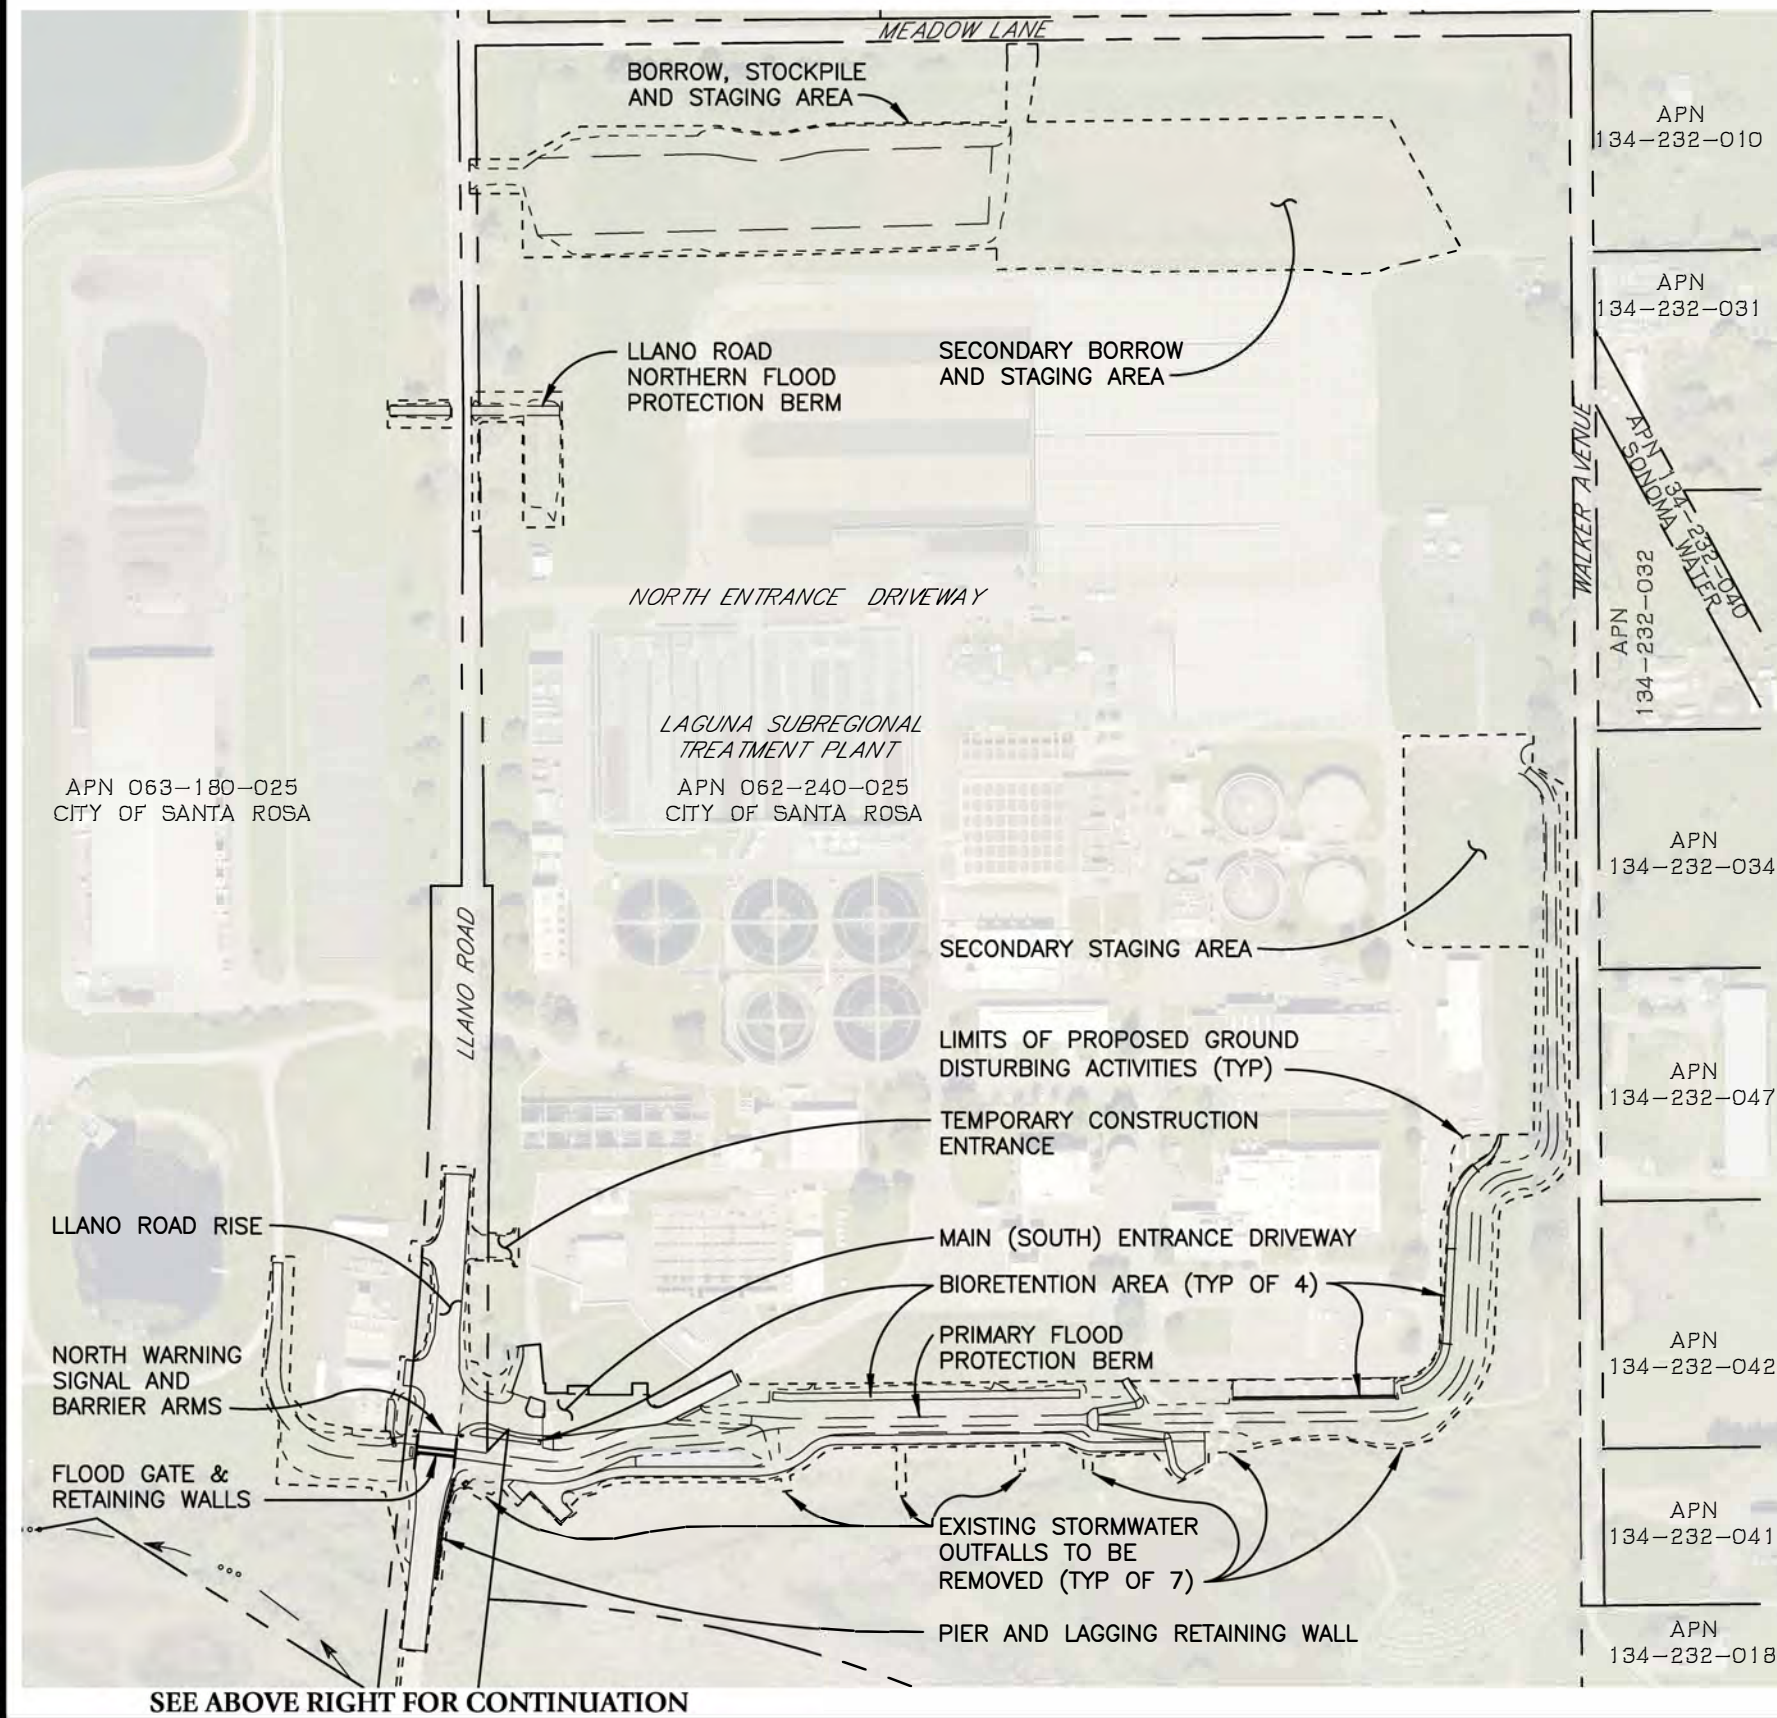 MEADOW LANE
BORROW, STOCKPILE
AND STAGING AREA
APN
134-232-010
APN
134-232-031
LLANO ROAD
NORTHERN FLOOD
PROTECTION BERM
SECONDARY BORROW
AND STAGING AREA
WALKER AVENUE
APN 134-232-040
SONOMA WATER
APN
134-232-032
NORTH ENTRANCE DRIVEWAY
LAGUNA SUBREGIONAL
TREATMENT PLANT
APN 062-240-025
CITY OF SANTA ROSA
APN 063-180-025
CITY OF SANTA ROSA
APN
134-232-034
LLANO ROAD
SECONDARY STAGING AREA
LIMITS OF PROPOSED GROUND
DISTURBING ACTIVITIES (TYP)
APN
134-232-047
TEMPORARY CONSTRUCTION
ENTRANCE
LLANO ROAD RISE
MAIN (SOUTH) ENTRANCE DRIVEWAY
BIORETENTION AREA (TYP OF 4)
PRIMARY FLOOD
PROTECTION BERM
NORTH WARNING
SIGNAL AND
BARRIER ARMS
APN
134-232-042
FLOOD GATE &
RETAINING WALLS
EXISTING STORMWATER
OUTFALLS TO BE
REMOVED (TYP OF 7)
APN
134-232-041
PIER AND LAGGING RETAINING WALL
APN
134-232-018
SEE ABOVE RIGHT FOR CONTINUATION